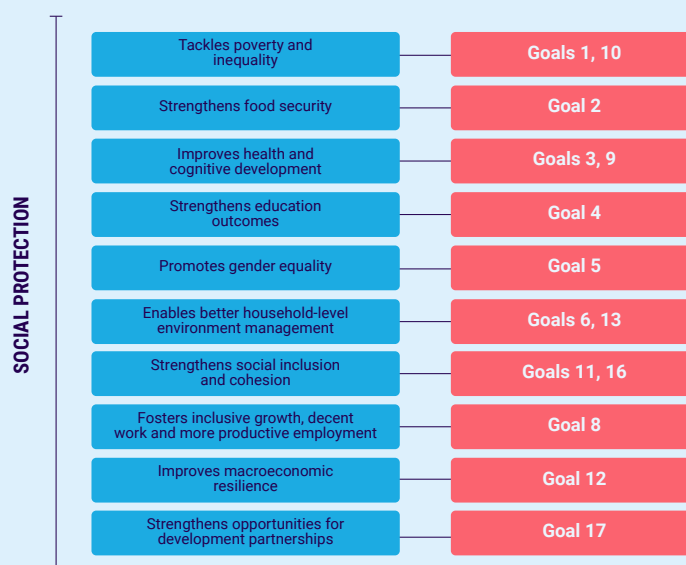 SOCIAL PROTECTION
Tackles poverty and
inequality
Goals 1, 10
Strengthens food security
Goal 2
Improves health and
cognitive development
Goals 3, 9
Strengthens education
outcomes
Goal 4
Promotes gender equality
Goal 5
Enables better household-level
environment management
Goals 6, 13
Strengthens social inclusion
and cohesion
Goals 11, 16
Fosters inclusive growth, decent
work and more productive employment
Goal 8
Improves macroeconomic
resilience
Goal 12
Strengthens opportunities for
development partnerships
Goal 17